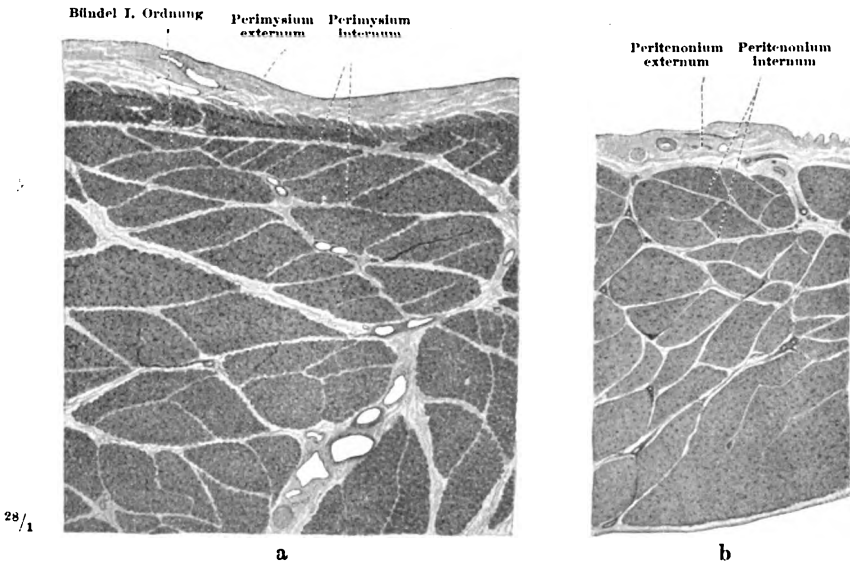 Bündel I. Ordnung
Perimysium
externum
Perimysium
internum
Peritenonium
externum
Peritenonium
internum
28/1
a
b